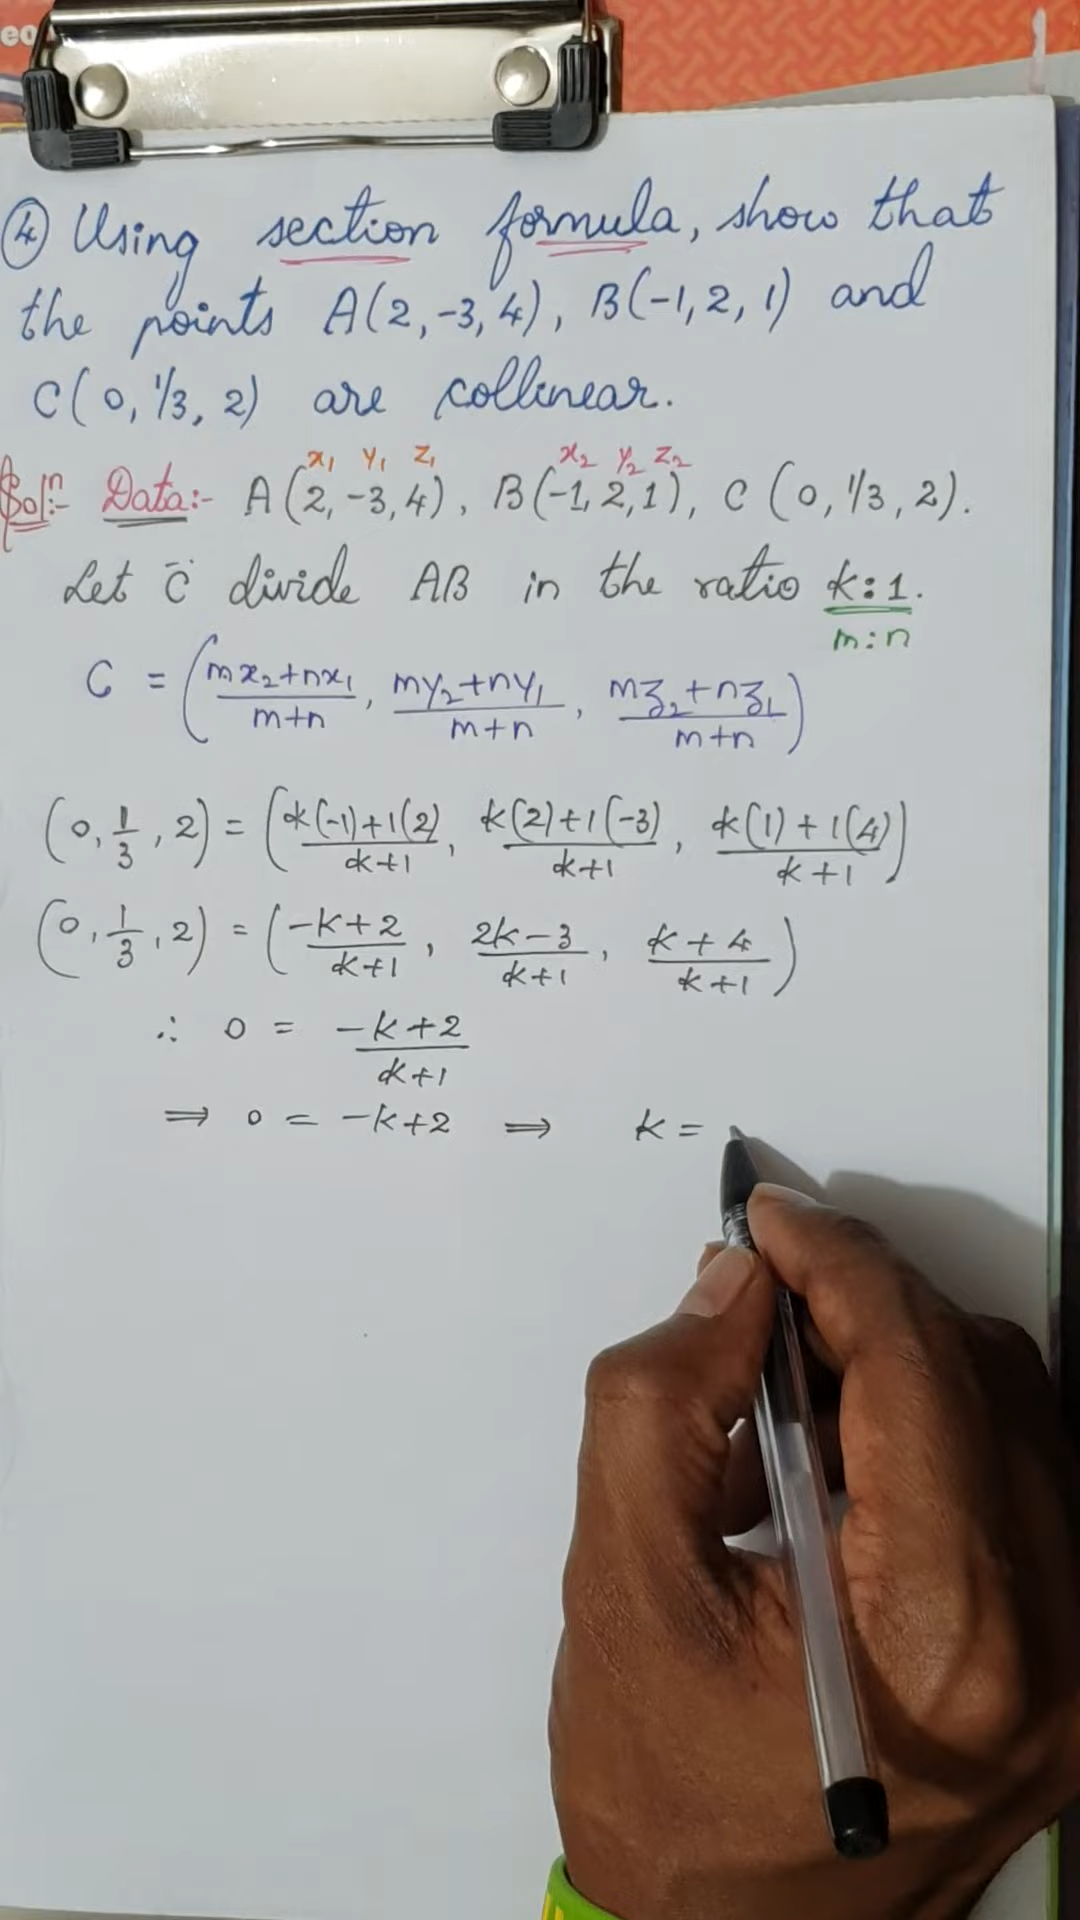 eo
④ Using section formula, show that
the points A(2,-3,4), B(-1,2,1) and
C(0,1/3,2) are collinear.
x₁ y₁ z₁ x₂ y₂ z₂
Solⁿ:- Data:- A(2,-3,4), B(-1,2,1), C(0,1/3,2).
Let C divide AB in the ratio k:1.
m:n
C = ((mx₂+nx₁)/(m+n), (my₂+ny₁)/(m+n), (mz₂+nz₁)/(m+n))
(0,1/3,2) = ((k(-1)+1(2))/(k+1), (k(2)+1(-3))/(k+1), (k(1)+1(4))/(k+1))
(0,1/3,2) = ((-k+2)/(k+1), (2k-3)/(k+1), (k+4)/(k+1))
∴ 0 = (-k+2)/(k+1)
⇒ 0 = -k+2 ⇒ k =